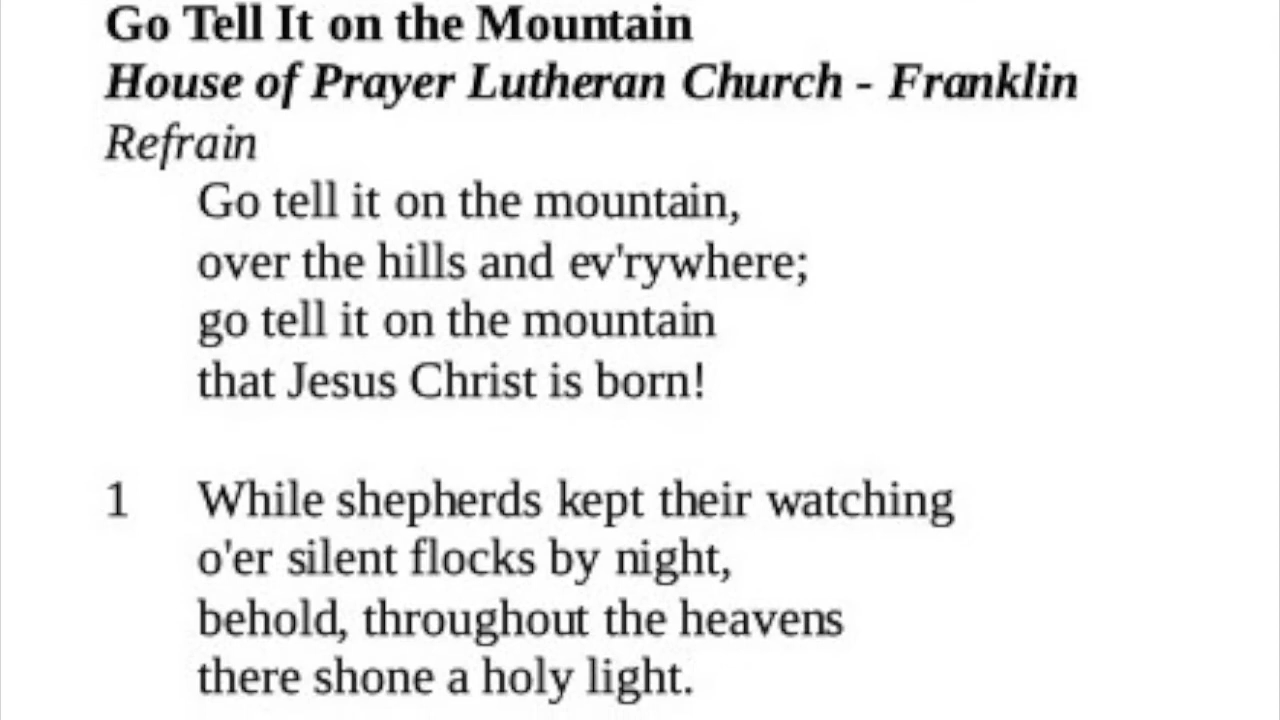 Go Tell It on the Mountain
House of Prayer Lutheran Church - Franklin
Refrain
Go tell it on the mountain,
over the hills and ev'rywhere;
go tell it on the mountain
that Jesus Christ is born!
1 While shepherds kept their watching
o'er silent flocks by night,
behold, throughout the heavens
there shone a holy light.